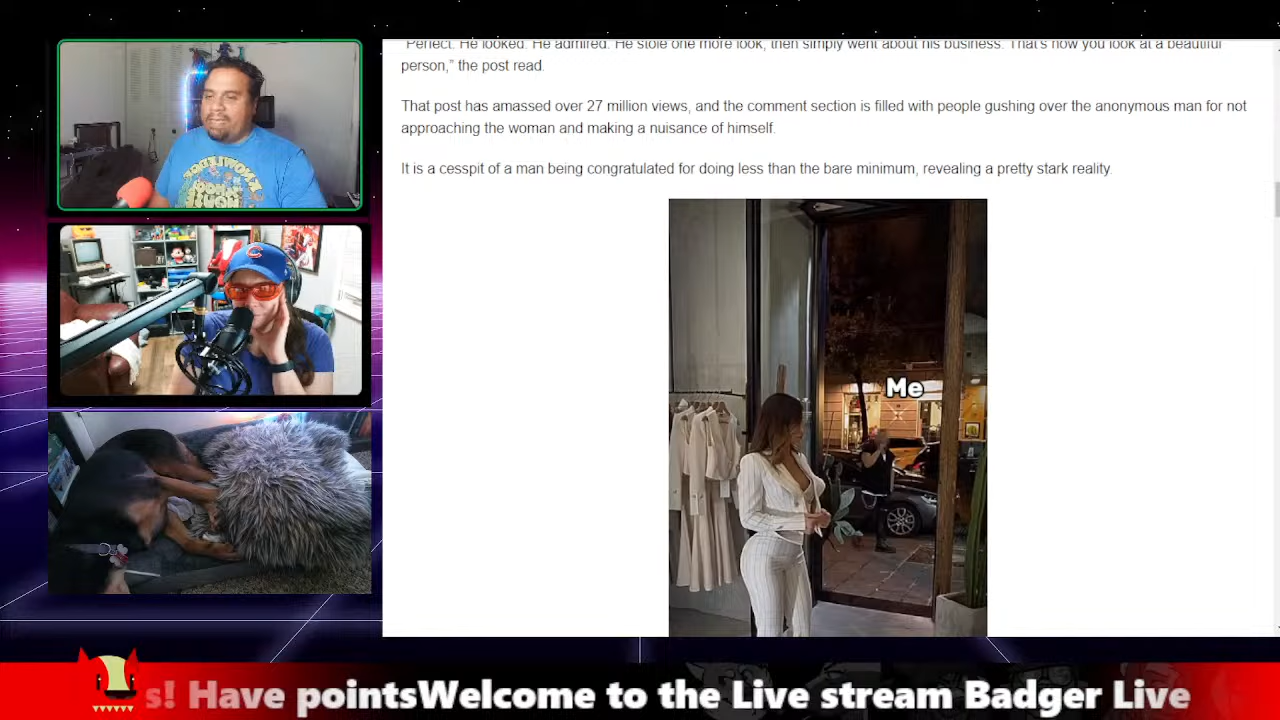 "Perfect. He looked. He admired. He stole one more look, then simply went about his business. That's how you look at a beautiful
person," the post read.
That post has amassed over 27 million views, and the comment section is filled with people gushing over the anonymous man for not
approaching the woman and making a nuisance of himself.
It is a cesspit of a man being congratulated for doing less than the bare minimum, revealing a pretty stark reality.
Me
C
s! Have pointsWelcome to the Live stream Badger Live